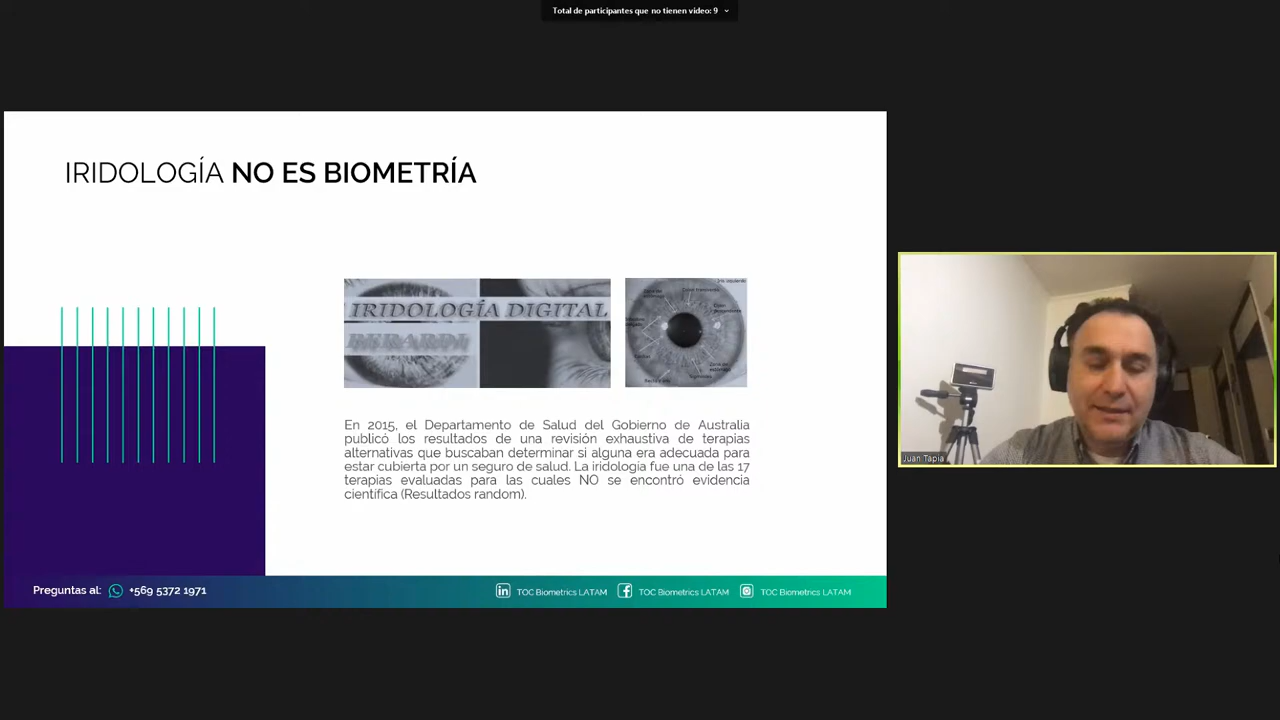 Total de participantes que no tienen vídeo: 9
IRIDOLOGÍA NO ES BIOMETRÍA
IRIDOLOGÍA DIGITAL
BERARDI
Iris izquierdo
En 2015, el Departamento de Salud del Gobierno de Australia
publicó los resultados de una revisión exhaustiva de terapias
alternativas que buscaban determinar si alguna era adecuada para
estar cubierta por un seguro de salud. La iridología fue una de las 17
terapias evaluadas para las cuales NO se encontró evidencia
científica (Resultados random).
Juan Tapia
Preguntas al: +569 5372 1971
TOC Biometrics LATAM TOC Biometrics LATAM TOC Biometrics LATAM